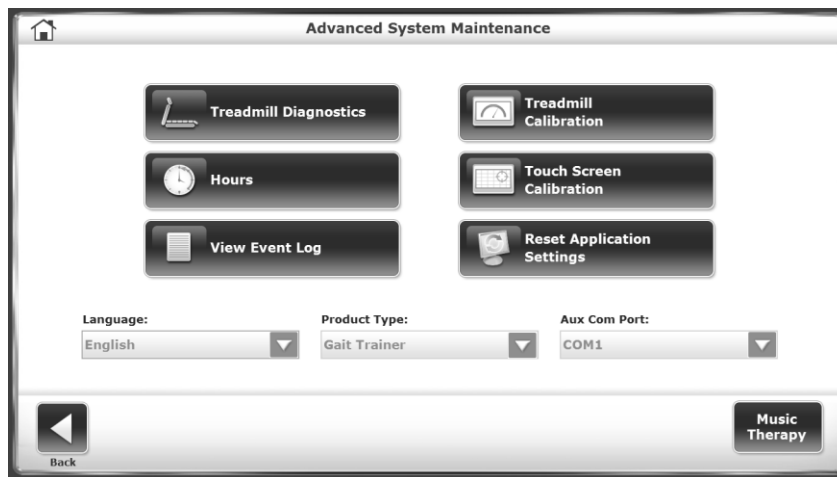 Advanced System Maintenance
Treadmill Diagnostics
Treadmill
Calibration
Hours
Touch Screen
Calibration
View Event Log
Reset Application
Settings
Language:
Product Type:
Aux Com Port:
English
Gait Trainer
COM1
Back
Music
Therapy